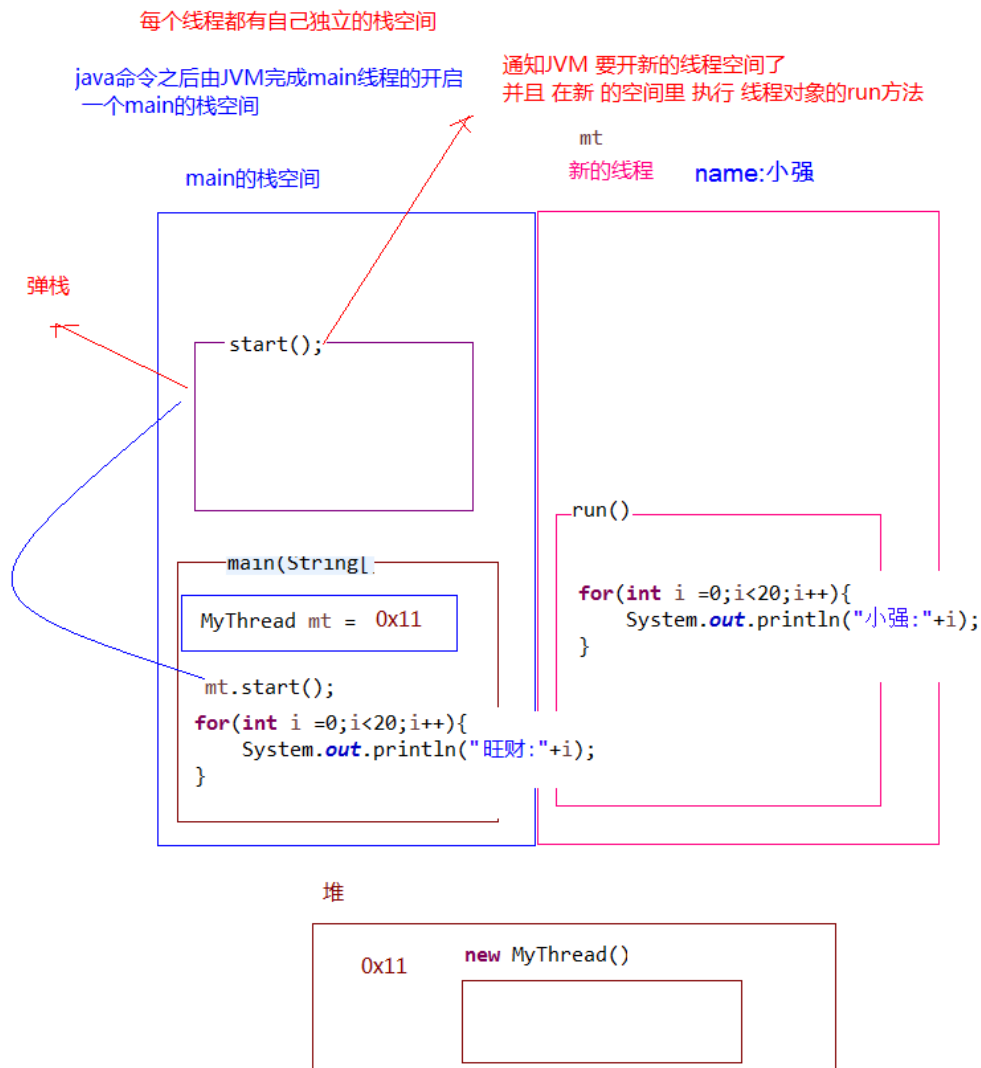 每个线程都有自己独立的栈空间
java命令之后由JVM完成main线程的开启
一个main的栈空间
通知JVM 要开新的线程空间了
并且 在新 的空间里 执行 线程对象的run方法
mt
新的线程
name:小强
main的栈空间
弹栈
start();
run()
for(int i =0;i<20;i++){
System.out.println("小强:"+i);
}
main(String[
MyThread mt = 0x11
mt.start();
for(int i =0;i<20;i++){
System.out.println("旺财:"+i);
}
堆
0x11
new MyThread()